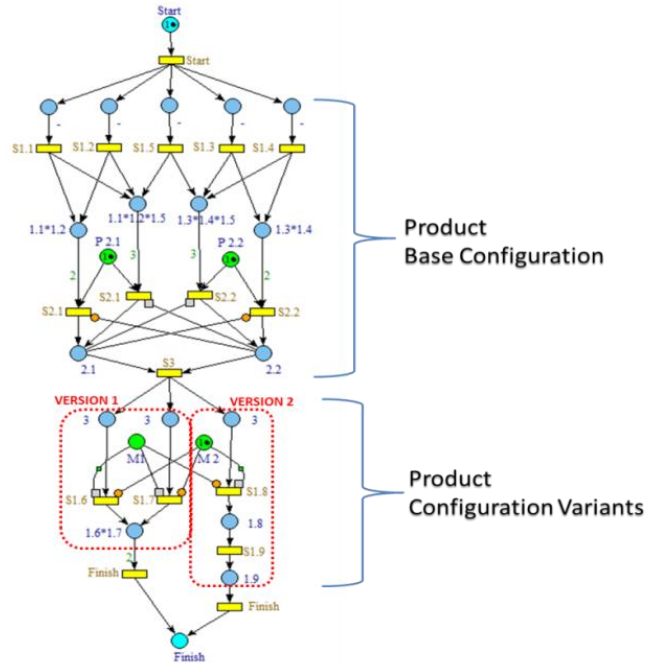 Start
1
Start
- - - - -
S1.1 S1.2 S1.5 S1.3 S1.4
1.1*1.2 1.1*1.2*1.5 1.3*1.4*1.5 1.3*1.4
P 2.1 P 2.2
1 1
2 3 3 2
S2.1 S2.1 S2.2 S2.2
2.1 2.2
S3
Product
Base Configuration
VERSION 1 VERSION 2
3 3 3
M1 M 2
1
S1.6 S1.7 S1.8
1.6*1.7 1.8
2 S1.9
Finish 1.9
Finish
Finish
Product
Configuration Variants